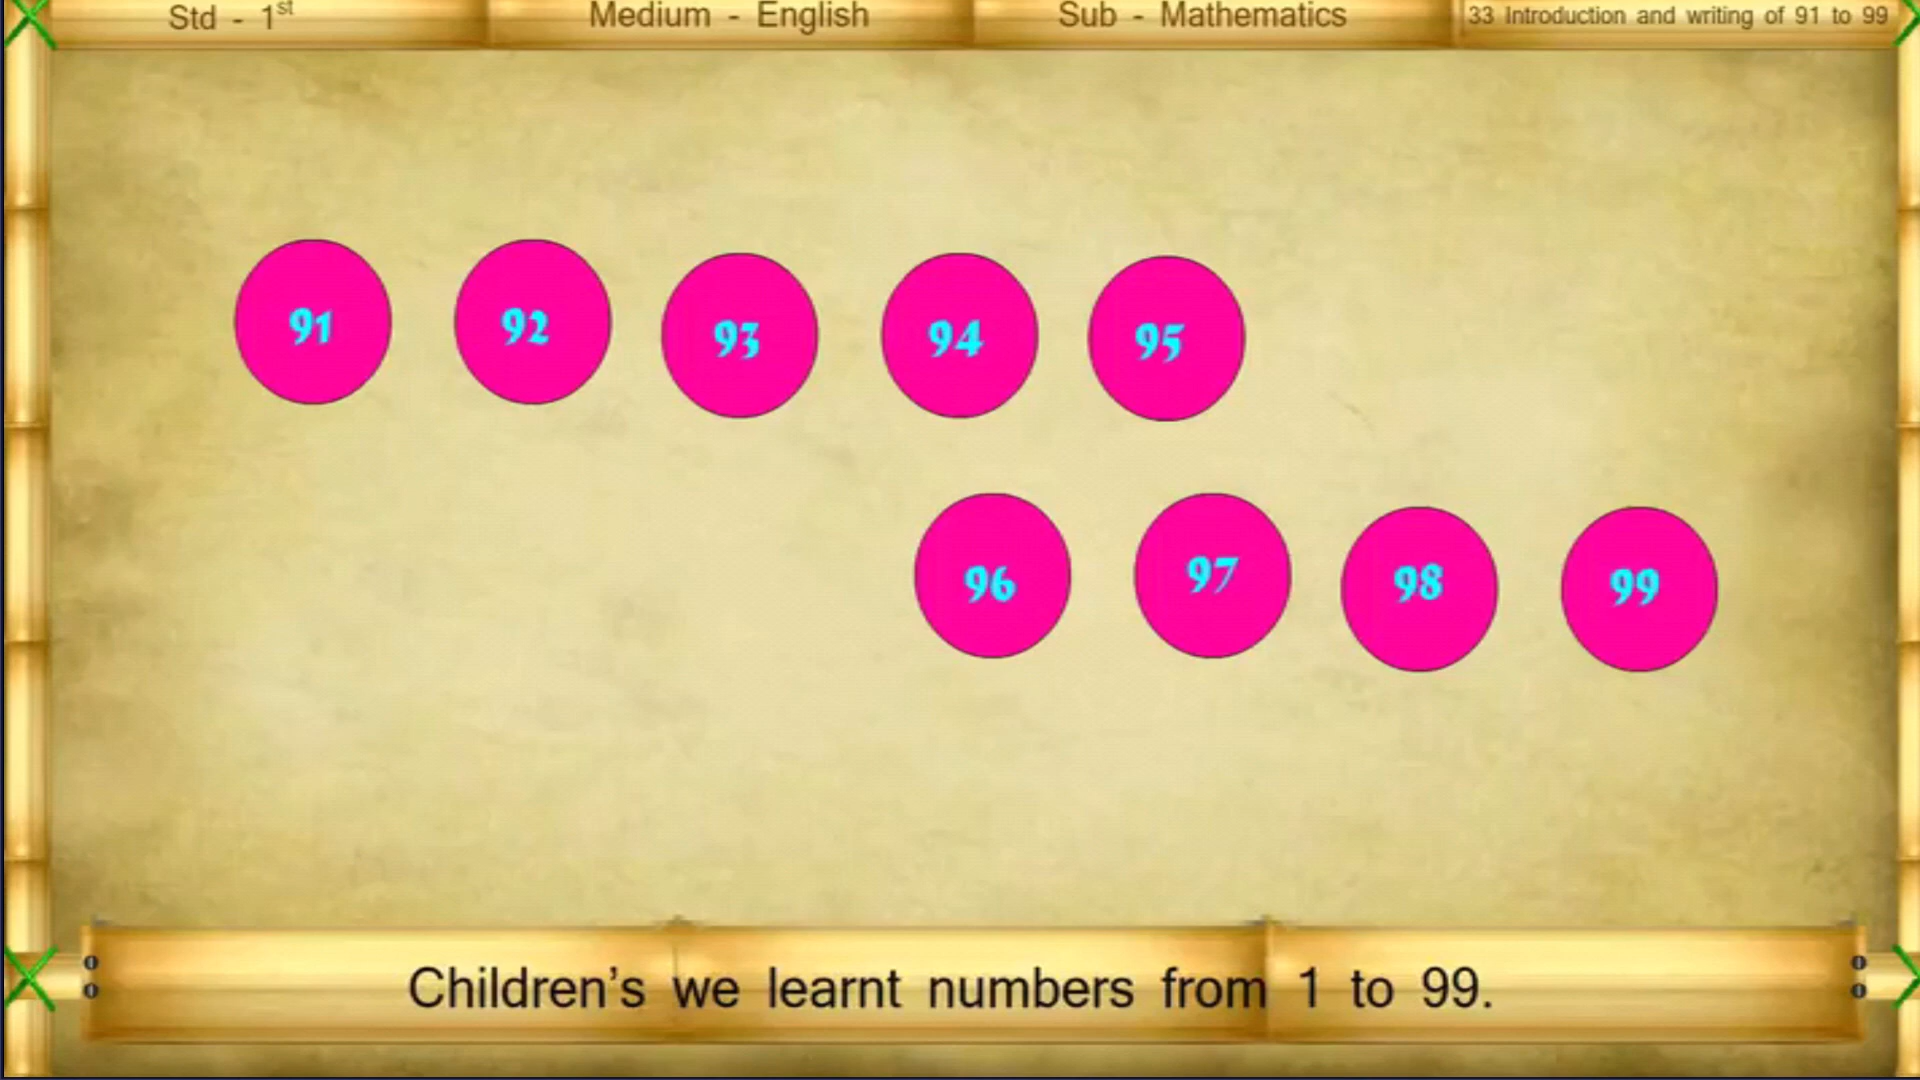 Std - 1st
Medium - English
Sub - Mathematics
33 Introduction and writing of 91 to 99
91 92 93 94 95
96 97 98 99
Children’s we learnt numbers from 1 to 99.